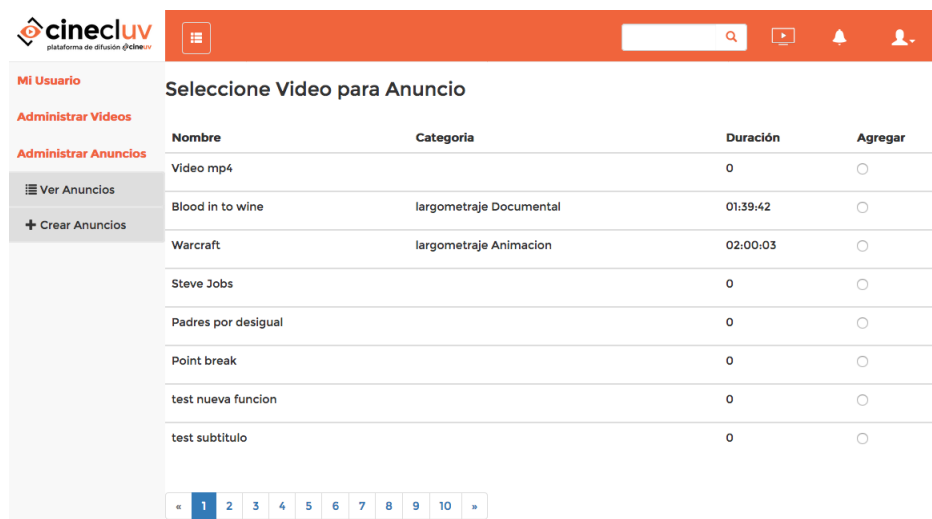 cinecluv
plataforma de difusión @cineuv
Mi Usuario
Administrar Videos
Administrar Anuncios
Ver Anuncios
Crear Anuncios
Seleccione Video para Anuncio
Nombre Categoria Duración Agregar
Video mp4 0
Blood in to wine largometraje Documental 01:39:42
Warcraft largometraje Animacion 02:00:03
Steve Jobs 0
Padres por desigual 0
Point break 0
test nueva funcion 0
test subtitulo 0
« 1 2 3 4 5 6 7 8 9 10 »